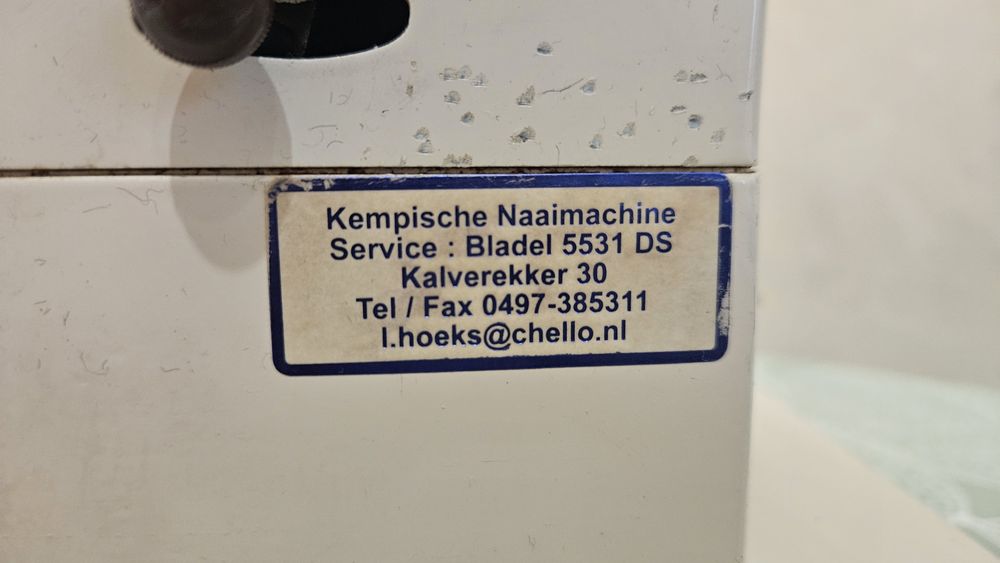 Kempische Naaimachine
Service : Bladel 5531 DS
Kalverekker 30
Tel / Fax 0497-385311
l.hoeks@chello.nl